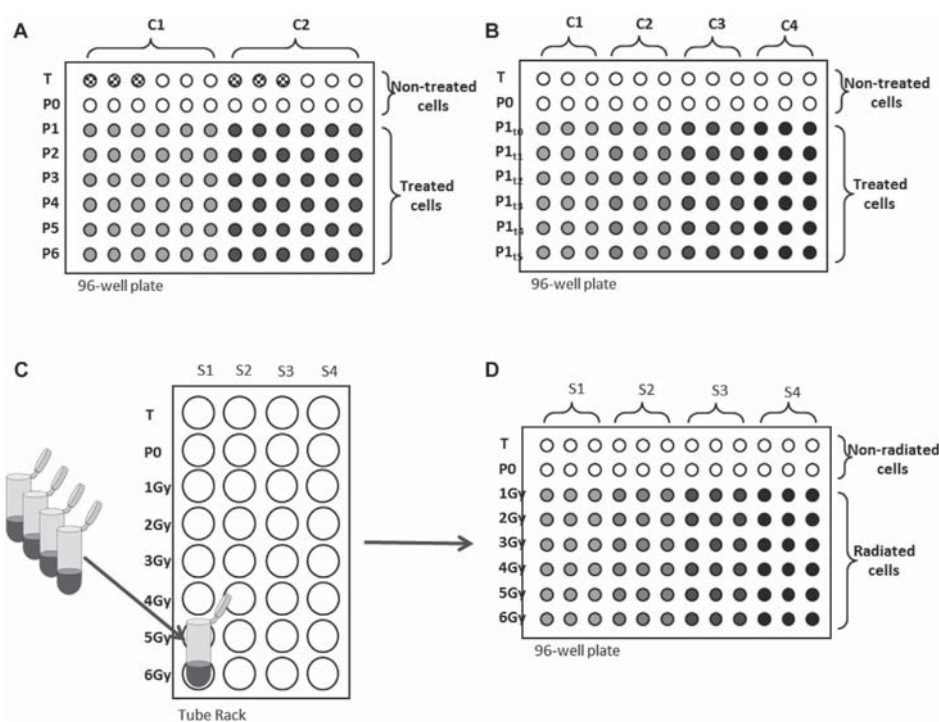 A
C1 C2
T
P0
P1
P2
P3
P4
P5
P6
Non-treated
cells
Treated
cells
96-well plate
B
C1 C2 C3 C4
T
P0
P1t0
P1t1
P1t2
P1t3
P1t4
P1t5
Non-treated
cells
Treated
cells
96-well plate
C
S1 S2 S3 S4
T
P0
1Gy
2Gy
3Gy
4Gy
5Gy
6Gy
Tube Rack
D
S1 S2 S3 S4
T
P0
1Gy
2Gy
3Gy
4Gy
5Gy
6Gy
Non-radiated
cells
Radiated
cells
96-well plate